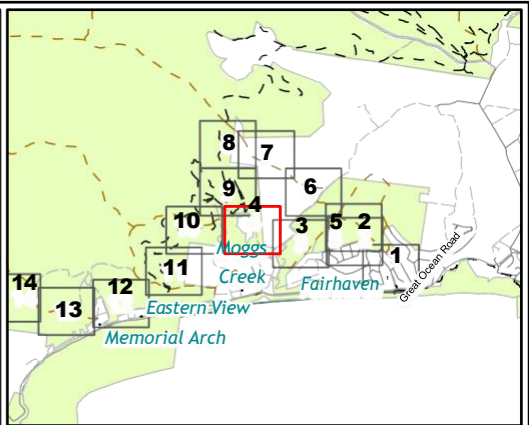 8
7
6
9
4
10
3
5
2
Moggs
Creek
1
11
Fairhaven
Great Ocean Road
14
12
13
Eastern View
Memorial Arch